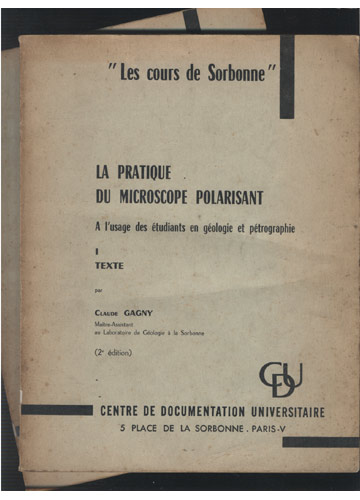 "Les cours de Sorbonne"
LA PRATIQUE
DU MICROSCOPE POLARISANT
A l'usage des étudiants en géologie et pétrographie
I
TEXTE
par
CLAUDE GAGNY
Maître-Assistant
au Laboratoire de Géologie à la Sorbonne
(2e édition)
CDU
CENTRE DE DOCUMENTATION UNIVERSITAIRE
5 PLACE DE LA SORBONNE. PARIS-V